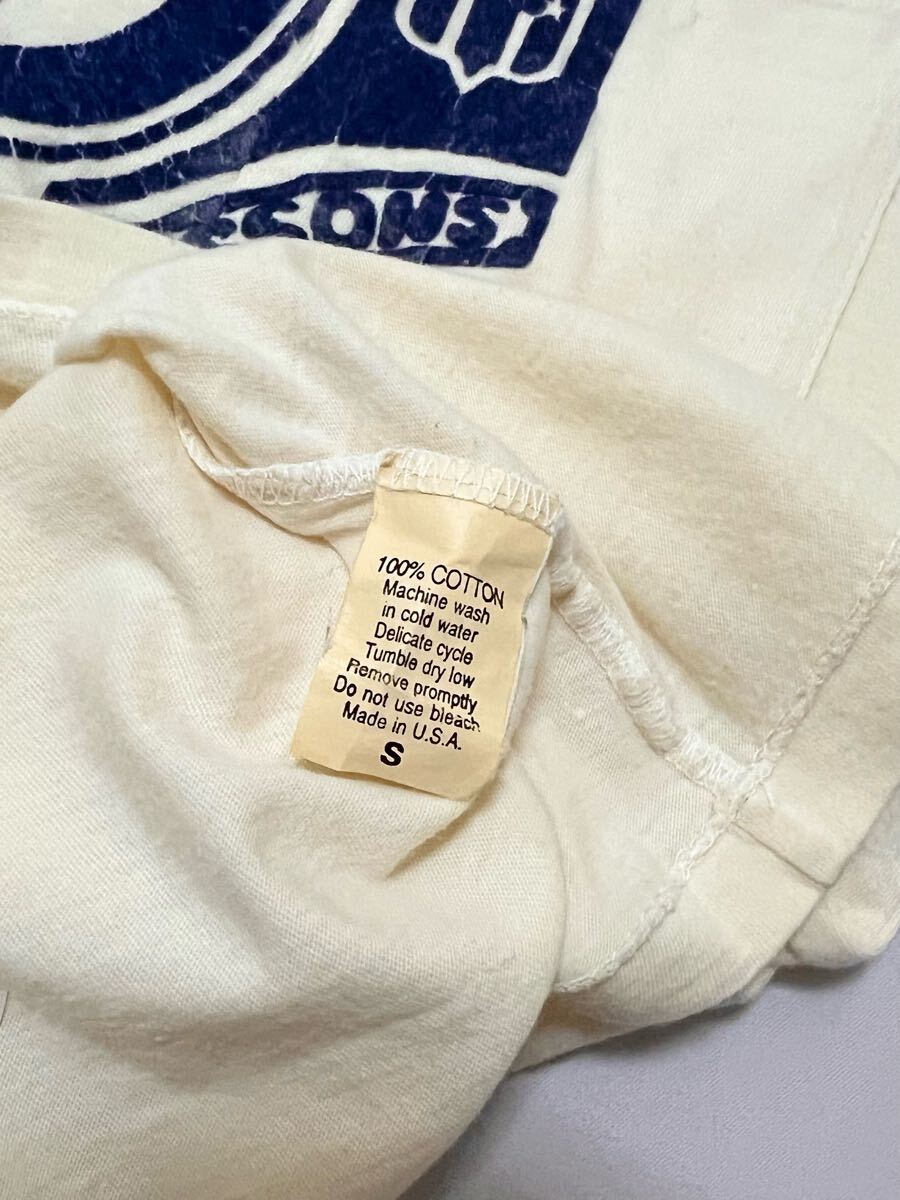 100% COTTON
Machine wash
in cold water
Delicate cycle
Tumble dry low
Remove promptly
Do not use bleach
Made in U.S.A.
S